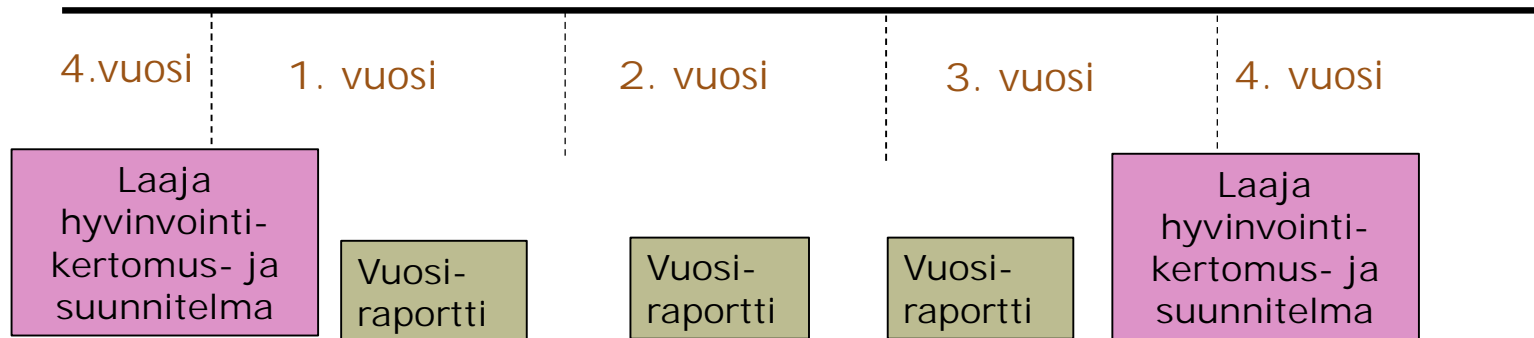 4.vuosi
1. vuosi
2. vuosi
3. vuosi
4. vuosi
Laaja
hyvinvointi-
kertomus- ja
suunnitelma
Vuosi-
raportti
Vuosi-
raportti
Vuosi-
raportti
Laaja
hyvinvointi-
kertomus- ja
suunnitelma